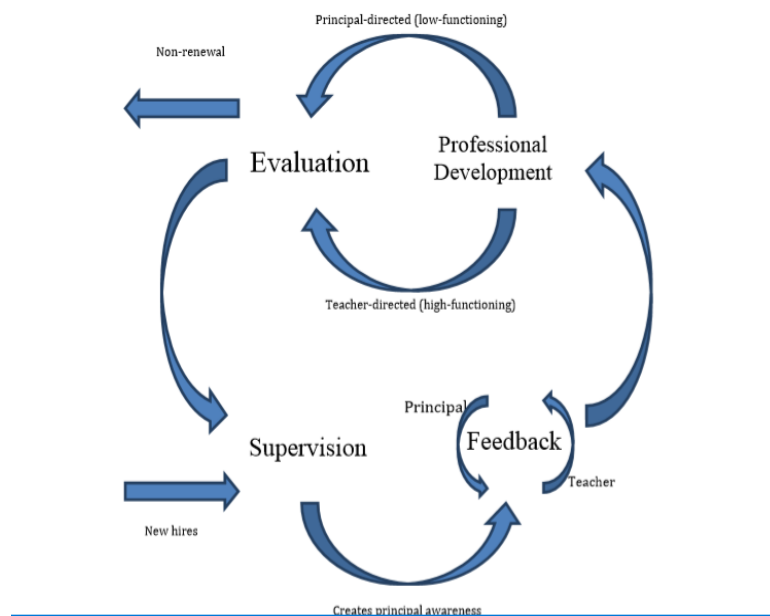 Principal-directed (low-functioning)
Non-renewal
Evaluation
Professional
Development
Teacher-directed (high-functioning)
Principal
Feedback
Supervision
Teacher
New hires
Creates principal awareness